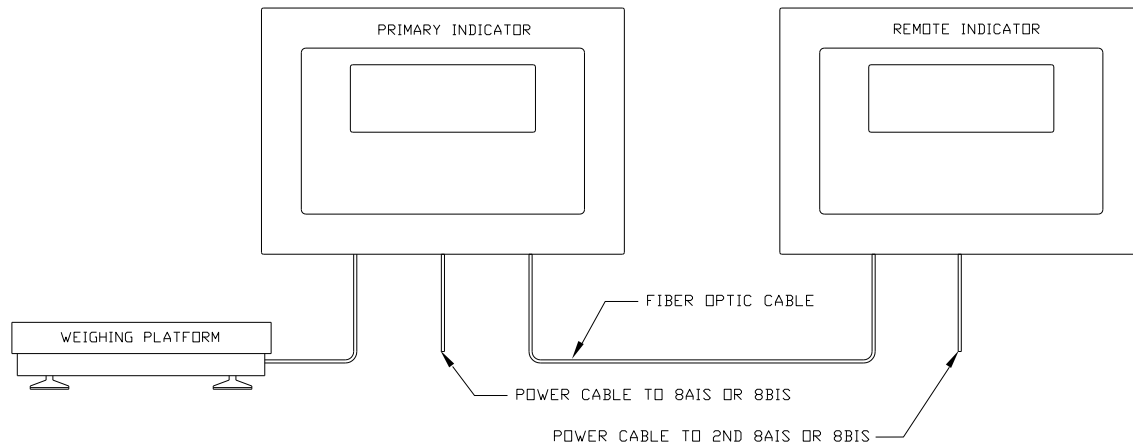 PRIMARY INDICATOR
REMOTE INDICATOR
FIBER OPTIC CABLE
WEIGHING PLATFORM
POWER CABLE TO 8AIS OR 8BIS
POWER CABLE TO 2ND 8AIS OR 8BIS